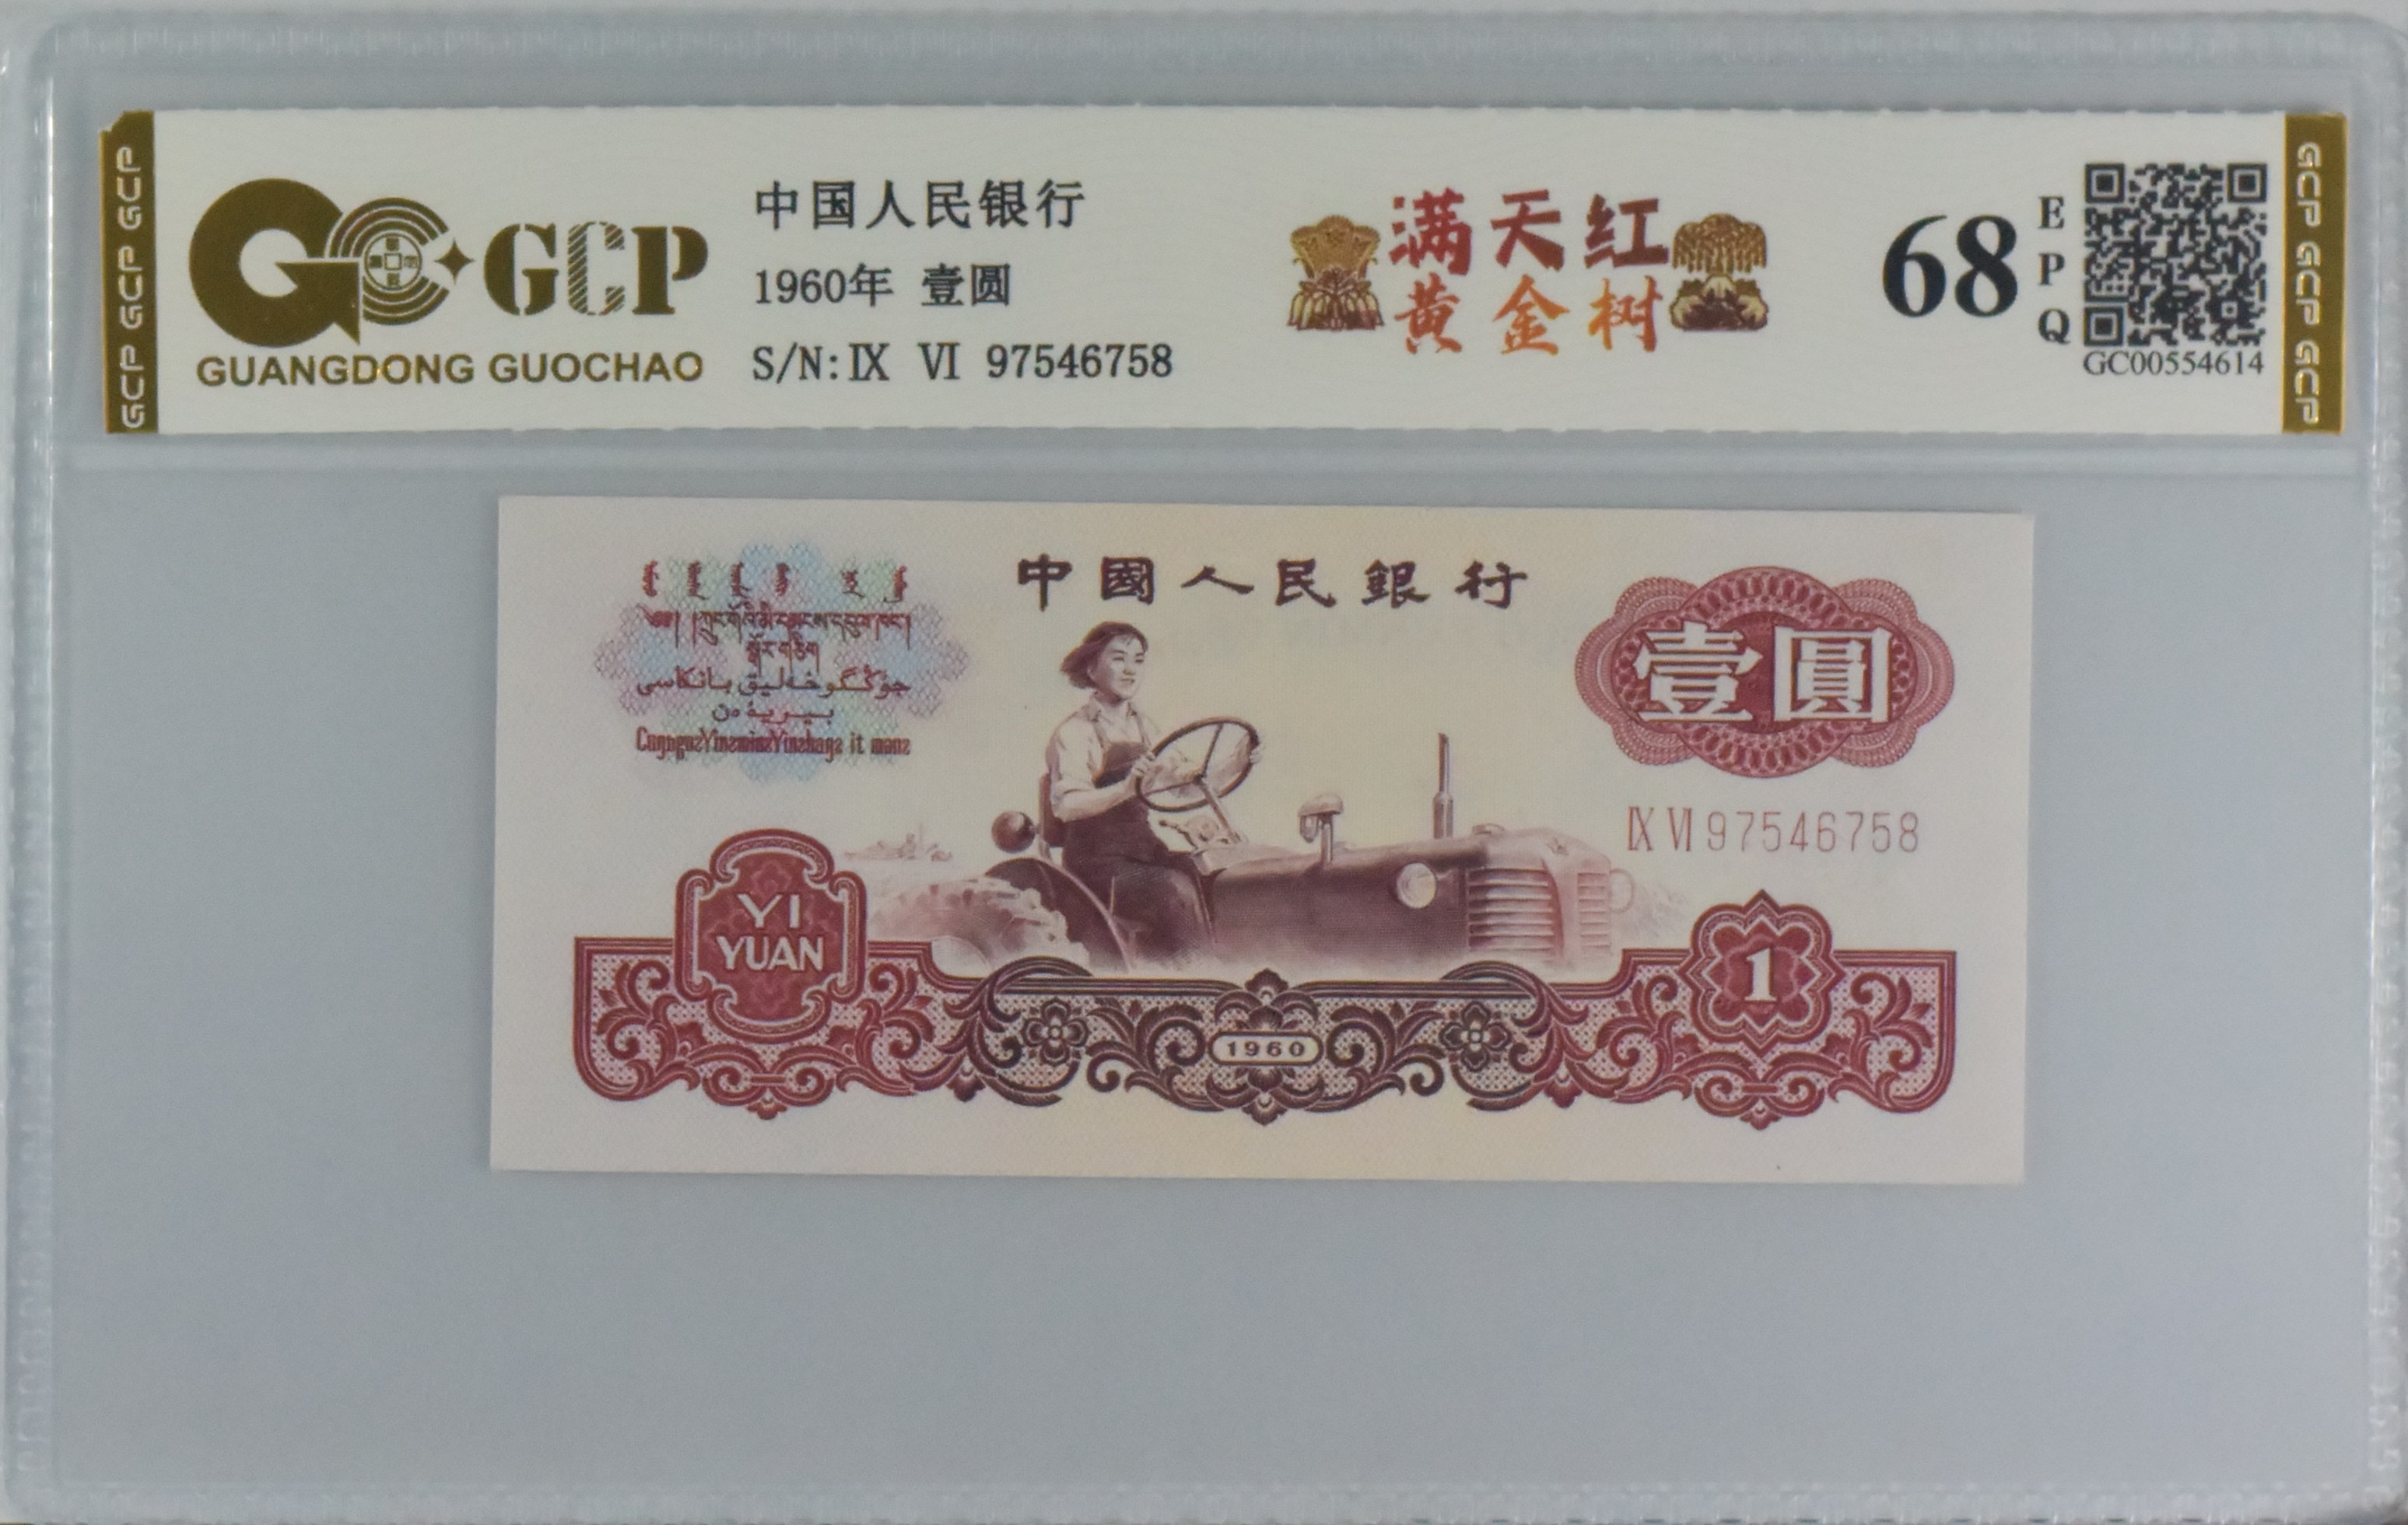 GCP GCP GCP
GCP
GUANGDONG GUOCHAO
中国人民银行
1960年 壹圆
S/N: IX VI 97546758
满天红
黄金树
68
E
P
Q
GC00554614
GCP GCP GCP
中國人民銀行
壹圓
IX VI 97546758
YI
YUAN
1960
1